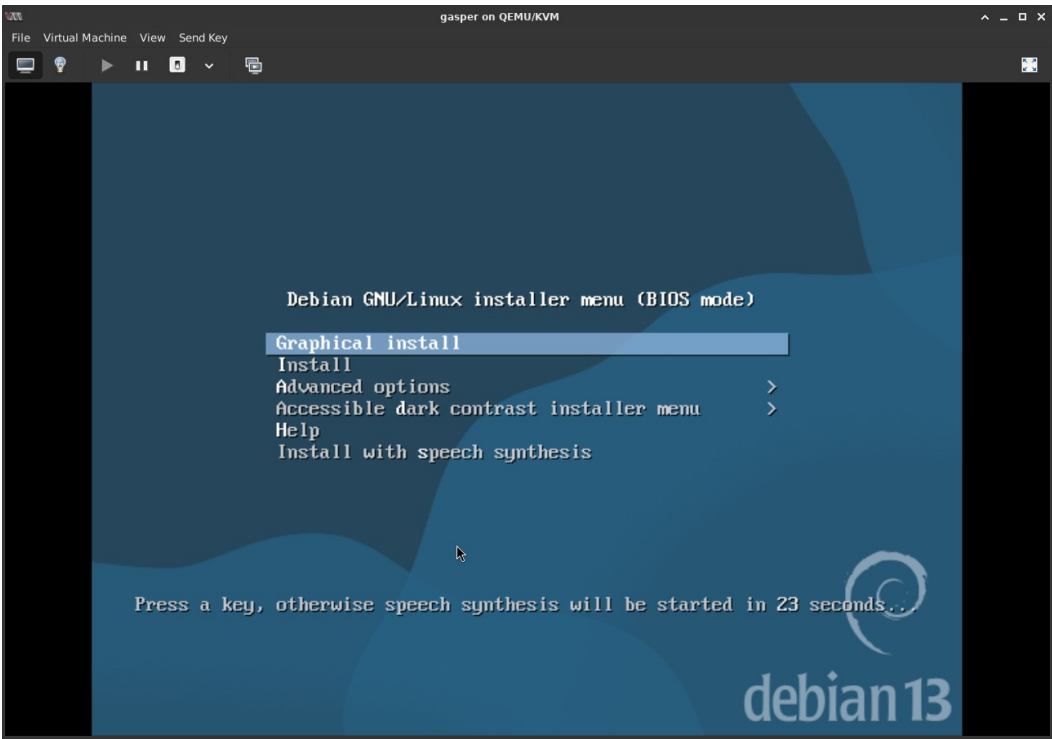 gasper on QEMU/KVM
File Virtual Machine View Send Key
Debian GNU/Linux installer menu (BIOS mode)
Graphical install
Install
Advanced options >
Accessible dark contrast installer menu >
Help
Install with speech synthesis
Press a key, otherwise speech synthesis will be started in 23 seconds...
debian 13